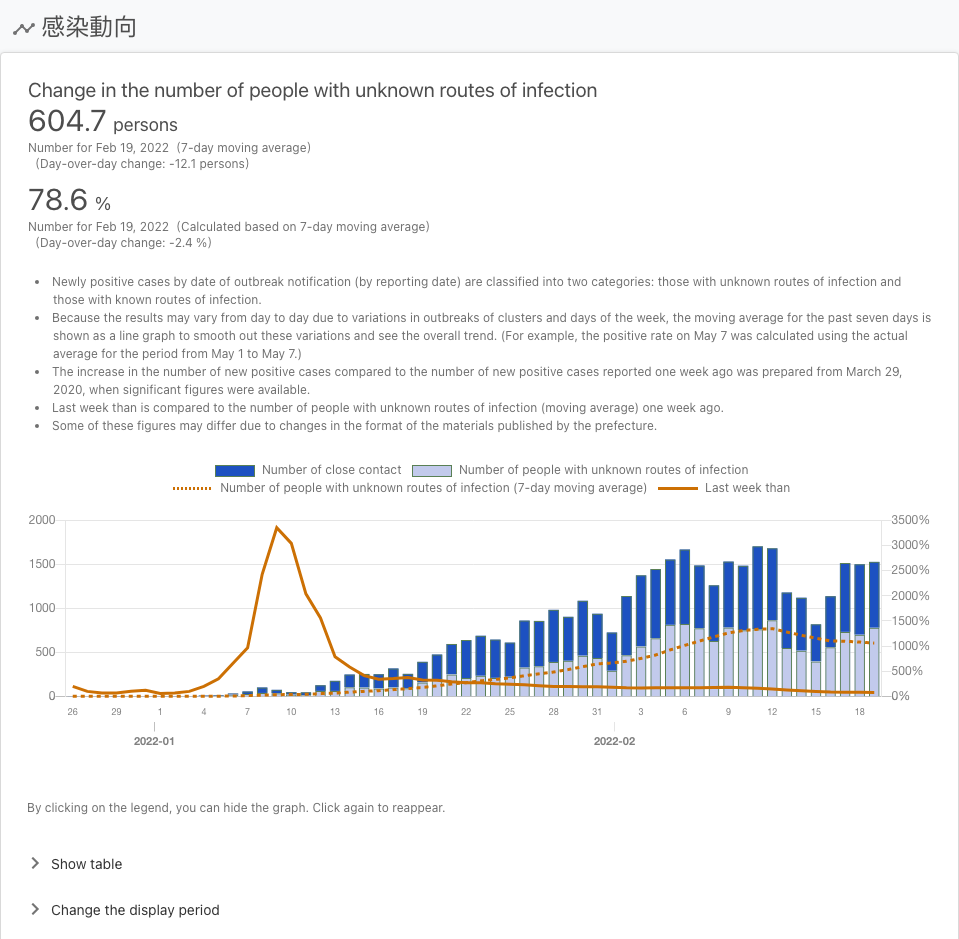 感染動向
Change in the number of people with unknown routes of infection
604.7 persons
Number for Feb 19, 2022 (7-day moving average)
(Day-over-day change: -12.1 persons)
78.6 %
Number for Feb 19, 2022 (Calculated based on 7-day moving average)
(Day-over-day change: -2.4 %)
• Newly positive cases by date of outbreak notification (by reporting date) are classified into two categories: those with unknown routes of infection and
those with known routes of infection.
• Because the results may vary from day to day due to variations in outbreaks of clusters and days of the week, the moving average for the past seven days is
shown as a line graph to smooth out these variations and see the overall trend. (For example, the positive rate on May 7 was calculated using the actual
average for the period from May 1 to May 7.)
• The increase in the number of new positive cases compared to the number of new positive cases reported one week ago was prepared from March 29,
2020, when significant figures were available.
• Last week than is compared to the number of people with unknown routes of infection (moving average) one week ago.
• Some of these figures may differ due to changes in the format of the materials published by the prefecture.
Number of close contact Number of people with unknown routes of infection
Number of people with unknown routes of infection (7-day moving average) Last week than
2000 3500%
3000%
1500 2500%
2000%
1000 1500%
1000%
500 500%
0 0%
26 29 1 4 7 10 13 16 19 22 25 28 31 3 6 9 12 15 18
2022-01 2022-02
By clicking on the legend, you can hide the graph. Click again to reappear.
Show table
Change the display period